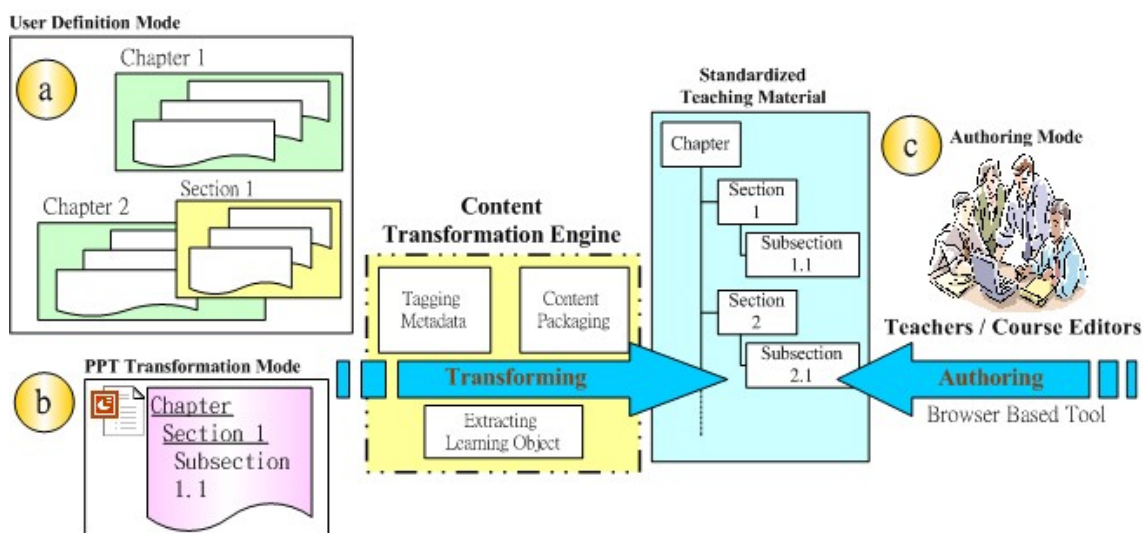 User Definition Mode
a
Chapter 1
Chapter 2
Section 1
PPT Transformation Mode
b
Chapter
Section 1
Subsection
1.1
Content
Transformation Engine
Tagging
Metadata
Content
Packaging
Transforming
Extracting
Learning Object
Standardized
Teaching Material
Chapter
Section
1
Subsection
1.1
Section
2
Subsection
2.1
c
Authoring Mode
Teachers / Course Editors
Authoring
Browser Based Tool